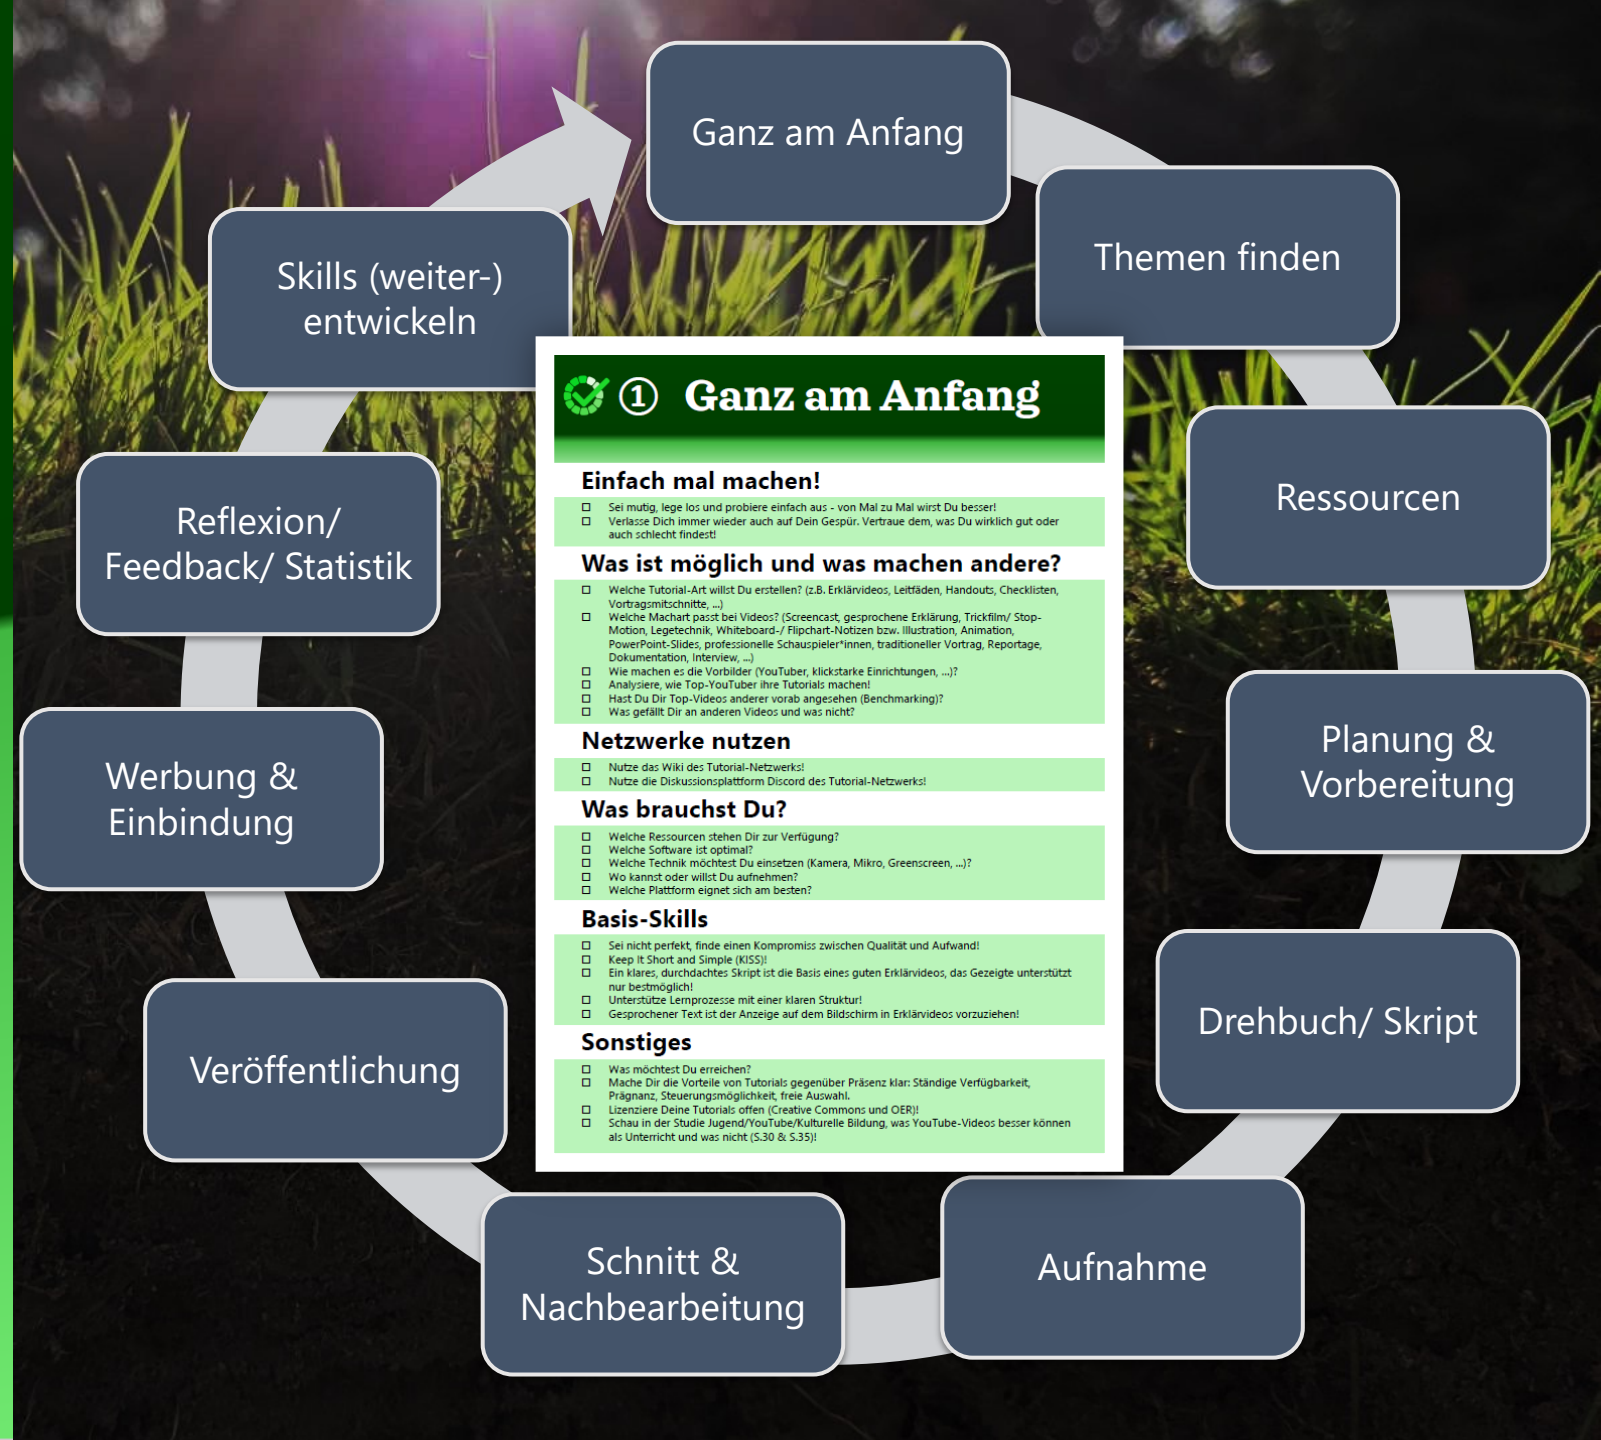 Ganz am Anfang
Themen finden
Ressourcen
Planung &
Vorbereitung
Drehbuch/ Skript
Aufnahme
Schnitt &
Nachbearbeitung
Veröffentlichung
Werbung &
Einbindung
Reflexion/
Feedback/ Statistik
Skills (weiter-)
entwickeln
① Ganz am Anfang
Einfach mal machen!
☐ Sei mutig, lege los und probiere einfach aus - von Mal zu Mal wirst Du besser!
☐ Verlasse Dich immer wieder auch auf Dein Gespür. Vertraue dem, was Du wirklich gut oder
auch schlecht findest!
Was ist möglich und was machen andere?
☐ Welche Tutorial-Art willst Du erstellen? (z.B. Erklärvideos, Leitfäden, Handouts, Checklisten,
Vortragsmitschnitte, ...)
☐ Welche Machart passt bei Videos? (Screencast, gesprochene Erklärung, Trickfilm/ Stop-
Motion, Legetechnik, Whiteboard-/ Flipchart-Notizen bzw. Illustration, Animation,
PowerPoint-Slides, professionelle Schauspieler*innen, traditioneller Vortrag, Reportage,
Dokumentation, Interview, ...)
☐ Wie machen es die Vorbilder (YouTuber, klickstarke Einrichtungen, ...)?
☐ Analysiere, wie Top-YouTuber ihre Tutorials machen!
☐ Hast Du Dir Top-Videos anderer vorab angesehen (Benchmarking)?
☐ Was gefällt Dir an anderen Videos und was nicht?
Netzwerke nutzen
☐ Nutze das Wiki des Tutorial-Netzwerks!
☐ Nutze die Diskussionsplattform Discord des Tutorial-Netzwerks!
Was brauchst Du?
☐ Welche Ressourcen stehen Dir zur Verfügung?
☐ Welche Software ist optimal?
☐ Welche Technik möchtest Du einsetzen (Kamera, Mikro, Greenscreen, ...)?
☐ Wo kannst oder willst Du aufnehmen?
☐ Welche Plattform eignet sich am besten?
Basis-Skills
☐ Sei nicht perfekt, finde einen Kompromiss zwischen Qualität und Aufwand!
☐ Keep It Short and Simple (KISS)!
☐ Ein klares, durchdachtes Skript ist die Basis eines guten Erklärvideos, das Gezeigte unterstützt
nur bestmöglich!
☐ Unterstütze Lernprozesse mit einer klaren Struktur!
☐ Gesprochener Text ist der Anzeige auf dem Bildschirm in Erklärvideos vorzuziehen!
Sonstiges
☐ Was möchtest Du erreichen?
☐ Mache Dir die Vorteile von Tutorials gegenüber Präsenz klar: Ständige Verfügbarkeit,
Prägnanz, Steuerungsmöglichkeit, freie Auswahl.
☐ Lizenziere Deine Tutorials offen (Creative Commons und OER)!
☐ Schau in der Studie Jugend/YouTube/Kulturelle Bildung, was YouTube-Videos besser können
als Unterricht und was nicht (S.30 & S.35)!